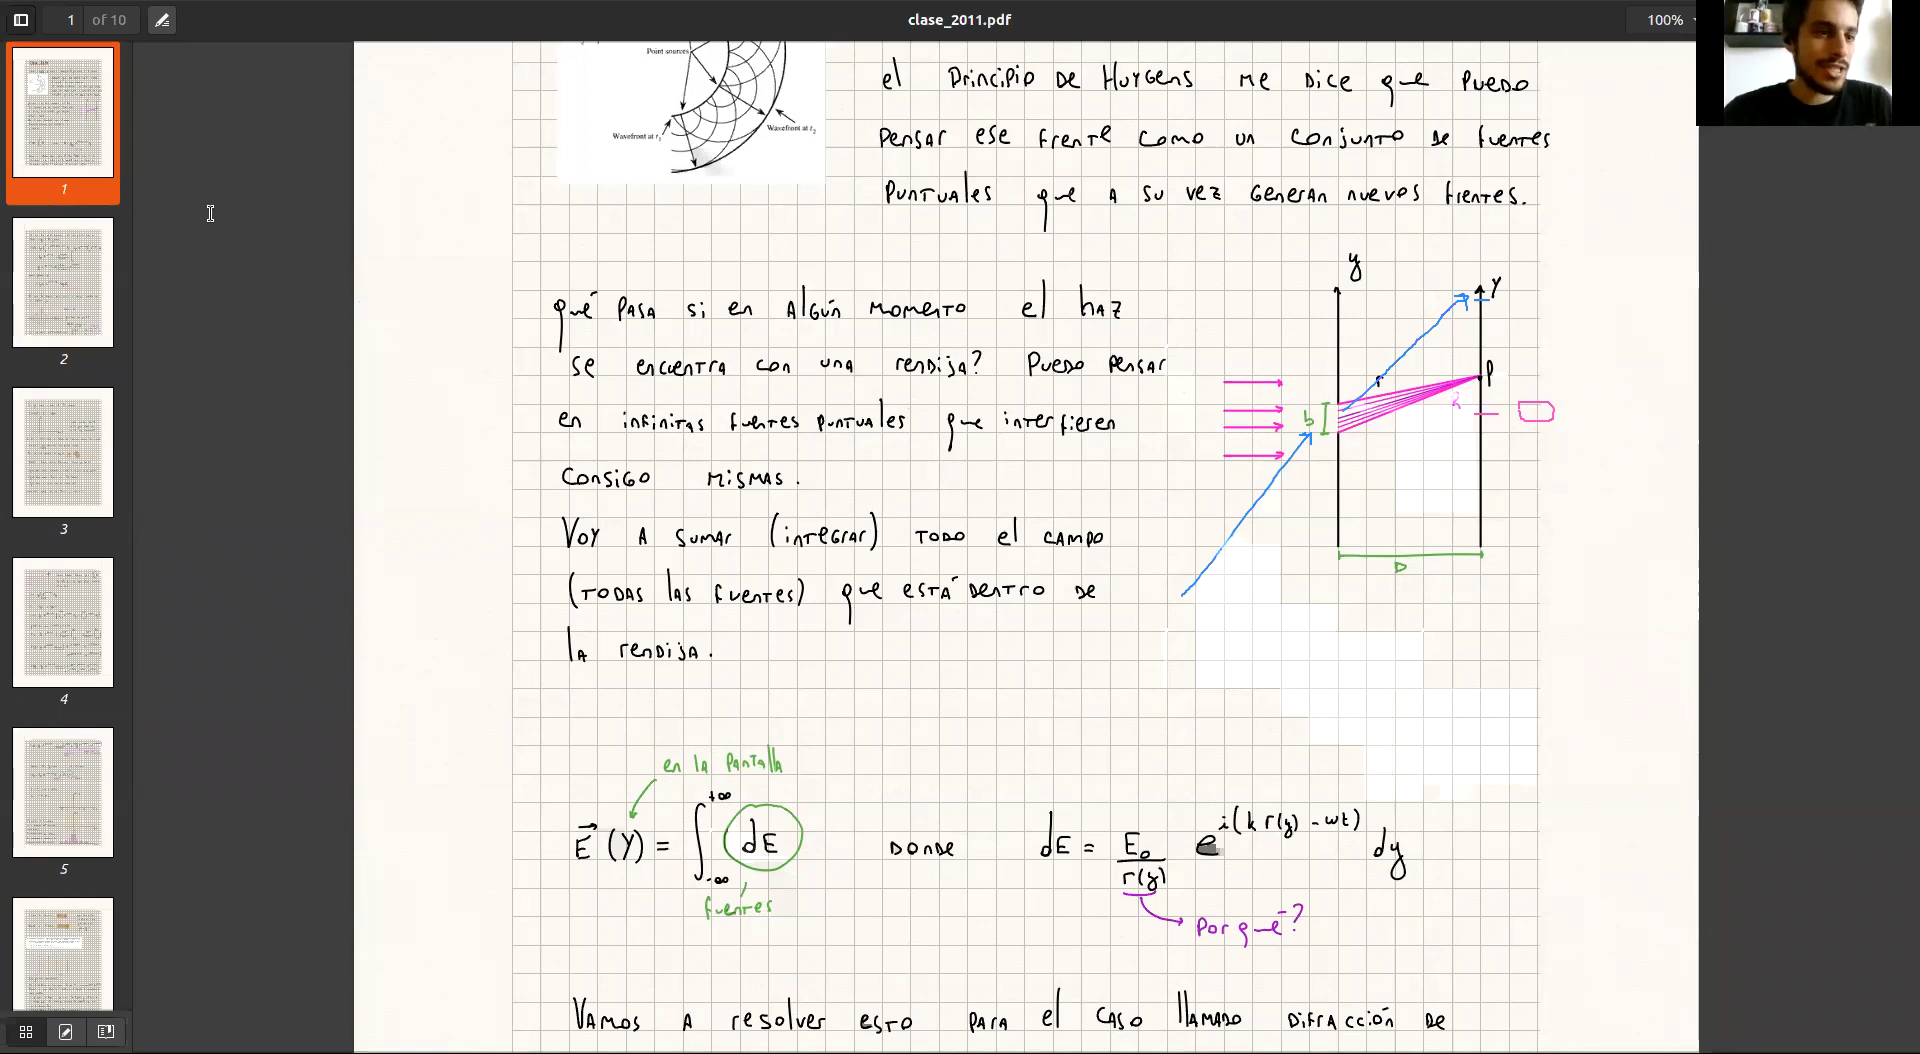 1 of 10
clase_2011.pdf
100%
Point sources
Wavefront at t1
Wavefront at t2
el Principio de Huygens me dice que puedo
pensar ese frente como un conjunto de fuentes
puntuales que a su vez generan nuevos frentes.
qué pasa si en algún momento el haz
se encuentra con una rendija? Puedo pensar
en infinitas fuentes puntuales que interfieren
consigo mismas.
Voy a sumar (integrar) todo el campo
(todas las fuentes) que está dentro de
la rendija.
y
Y
r
P
b
D
en la pantalla
E⃗ (Y) = ∫_{-∞}^{+∞} dE donde dE = E₀/r(y) e^{i(k r(y) - wt)} dy
fuentes
Por qué?
Vamos a resolver esto para el caso llamado difracción de
1
2
3
4
5